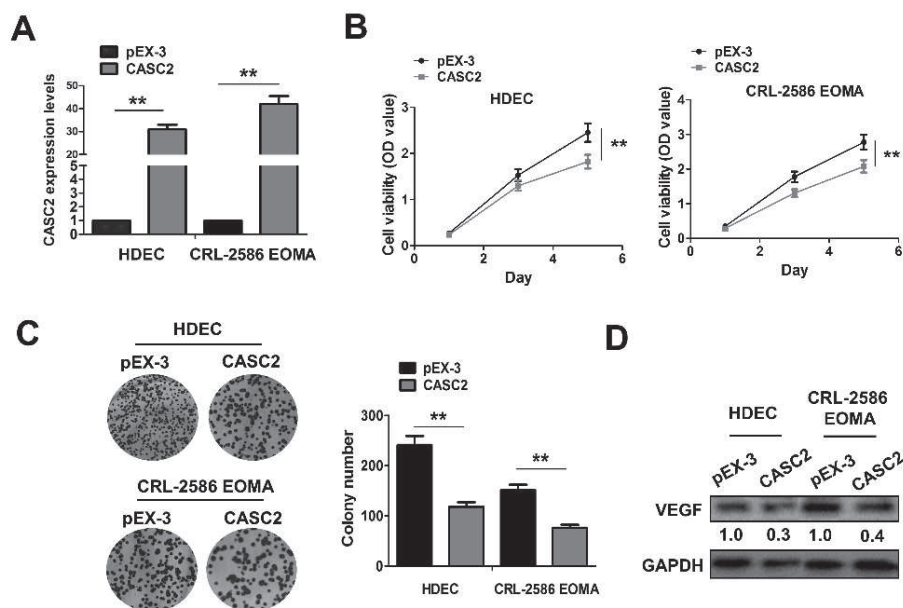 A
pEX-3
CASC2
CASC2 expression levels
50
40
30
20
10
5
4
3
2
1
0
**
**
HDEC
CRL-2586 EOMA
B
pEX-3
CASC2
HDEC
Cell viability (OD value)
3
2
1
0
**
0
2
4
6
Day
pEX-3
CASC2
CRL-2586 EOMA
Cell viability (OD value)
4
3
2
1
0
**
0
2
4
6
Day
C
HDEC
pEX-3
CASC2
CRL-2586 EOMA
pEX-3
CASC2
pEX-3
CASC2
Colony number
300
200
100
0
**
**
HDEC
CRL-2586 EOMA
D
HDEC
CRL-2586
EOMA
pEX-3
CASC2
pEX-3
CASC2
VEGF
1.0
0.3
1.0
0.4
GAPDH